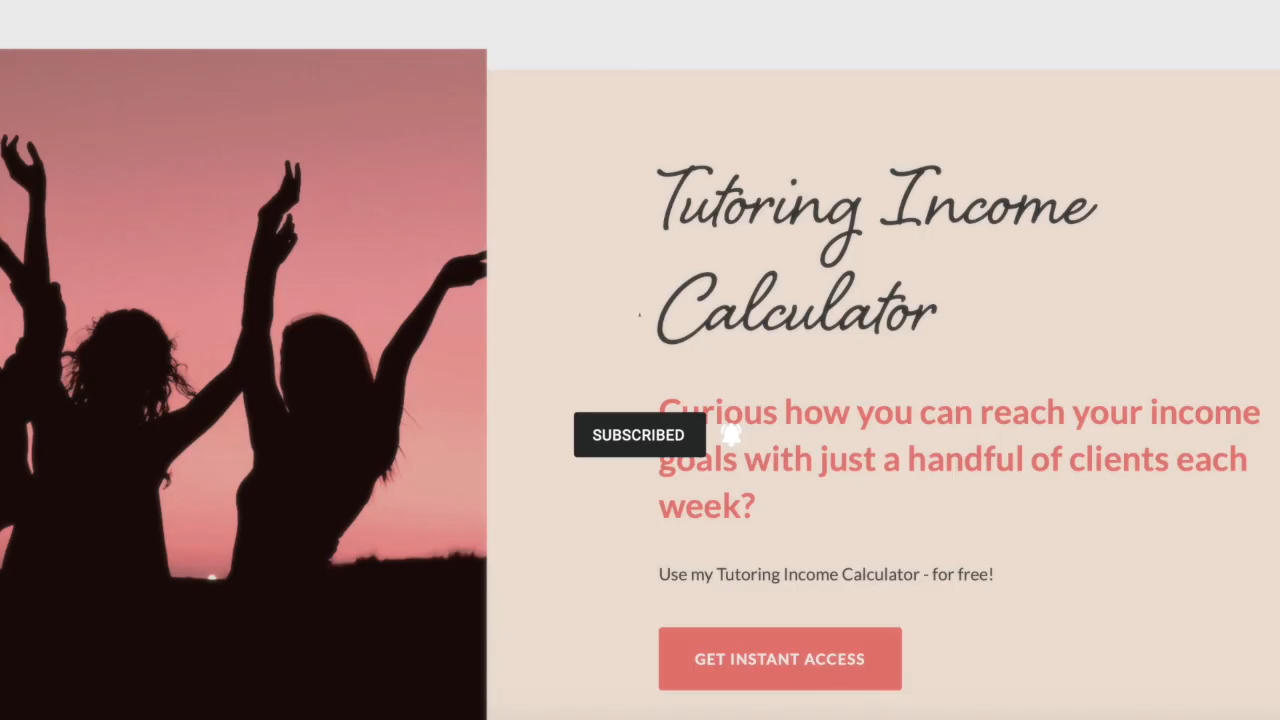 Tutoring Income
Calculator
Curious how you can reach your income
SUBSCRIBED
goals with just a handful of clients each
week?
Use my Tutoring Income Calculator - for free!
GET INSTANT ACCESS